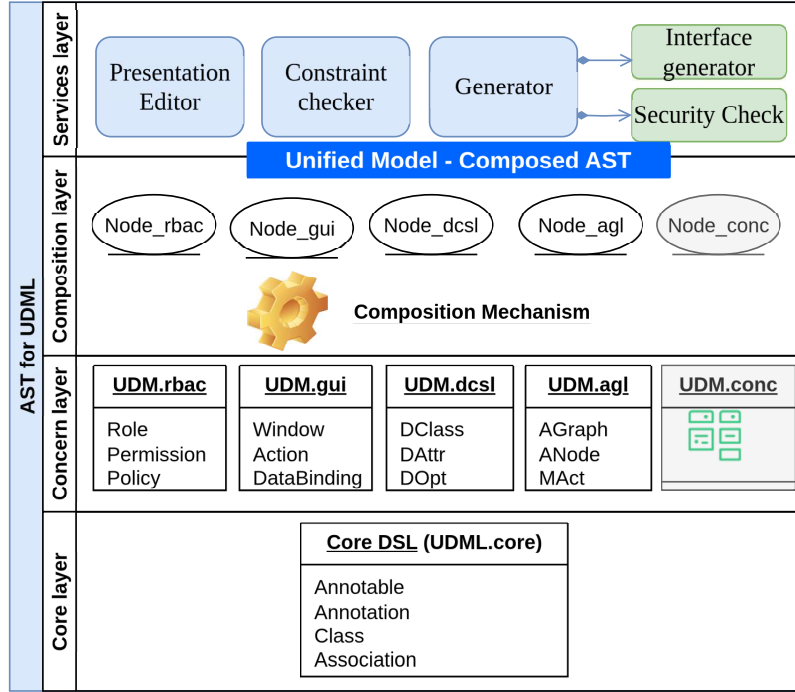 AST for UDML
Services layer
Presentation
Editor
Constraint
checker
Generator
Interface
generator
Security Check
Unified Model - Composed AST
Composition layer
Node_rbac
Node_gui
Node_dcsl
Node_agl
Node_conc
Composition Mechanism
Concern layer
UDM.rbac
Role
Permission
Policy
UDM.gui
Window
Action
DataBinding
UDM.dcsl
DClass
DAttr
DOpt
UDM.agl
AGraph
ANode
MAct
UDM.conc
Core layer
Core DSL (UDML.core)
Annotable
Annotation
Class
Association